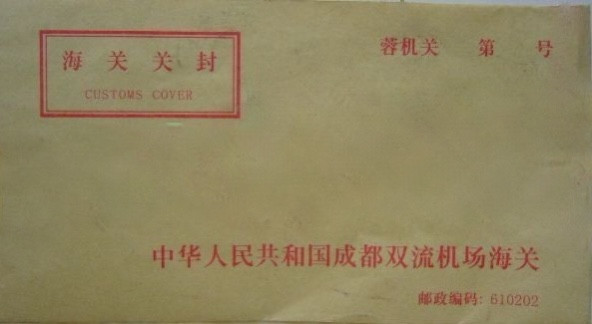 海关关封
CUSTOMS COVER
蓉机关 第 号
中华人民共和国成都双流机场海关
邮政编码: 610202